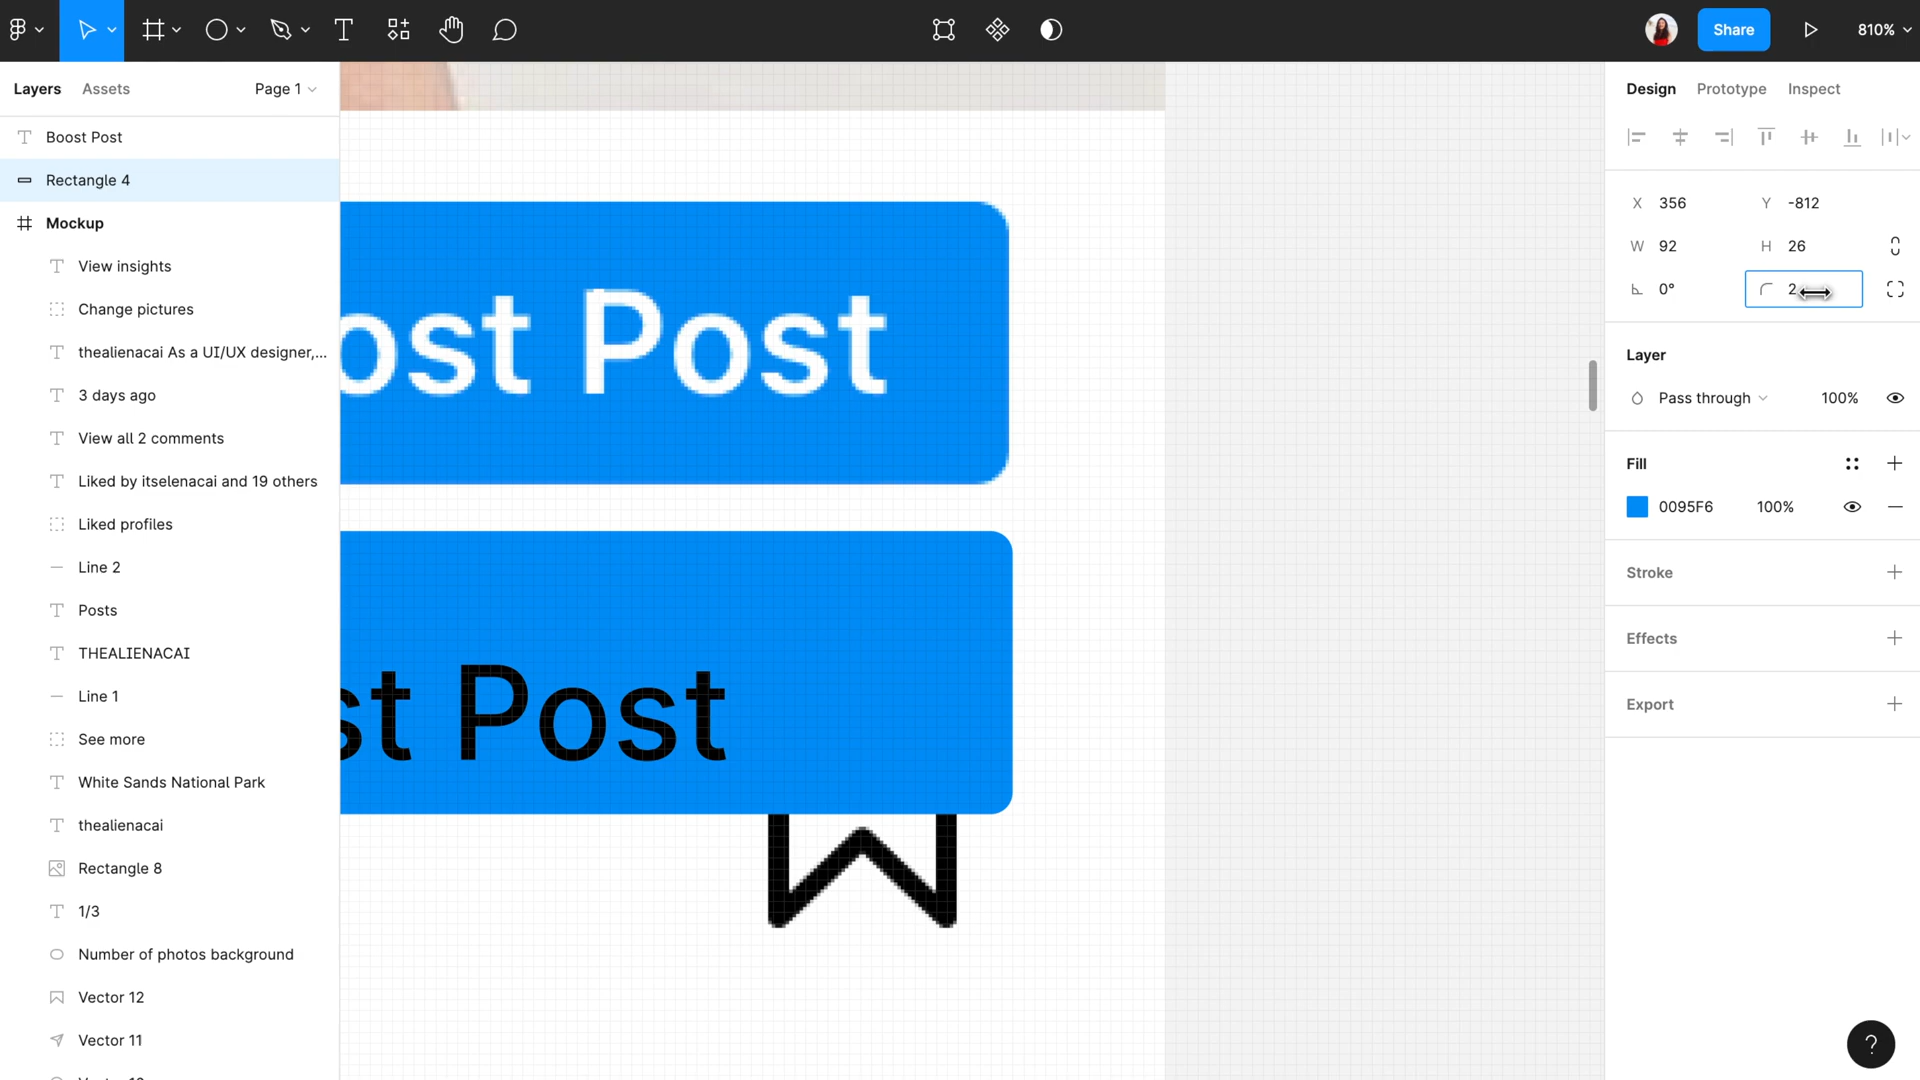 Share
810%
Layers
Assets
Page 1
Design
Prototype
Inspect
Boost Post
Rectangle 4
Mockup
View insights
Change pictures
thealienacai As a UI/UX designer,...
3 days ago
View all 2 comments
Liked by itselenacai and 19 others
Liked profiles
Line 2
Posts
THEALIENACAI
Line 1
See more
White Sands National Park
thealienacai
Rectangle 8
1/3
Number of photos background
Vector 12
Vector 11
ost Post
st Post
X 356 Y -812
W 92 H 26
0° 2
Layer
Pass through 100%
Fill
0095F6 100%
Stroke
Effects
Export
?